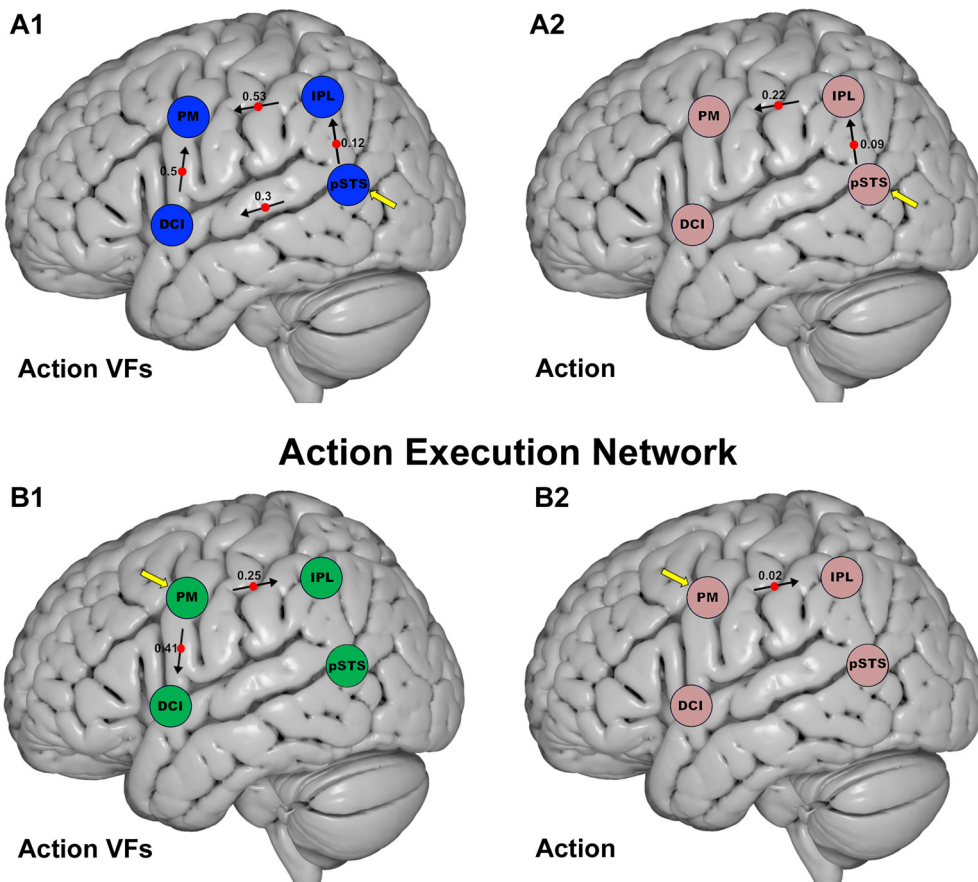 A1
A2
0.53
IPL
0.22
IPL
PM
PM
0.12
0.09
0.5
pSTS
pSTS
0.3
DCI
DCI
Action VFs
Action
Action Execution Network
B1
B2
0.25
IPL
0.02
IPL
PM
PM
0.41
pSTS
pSTS
DCI
DCI
Action VFs
Action